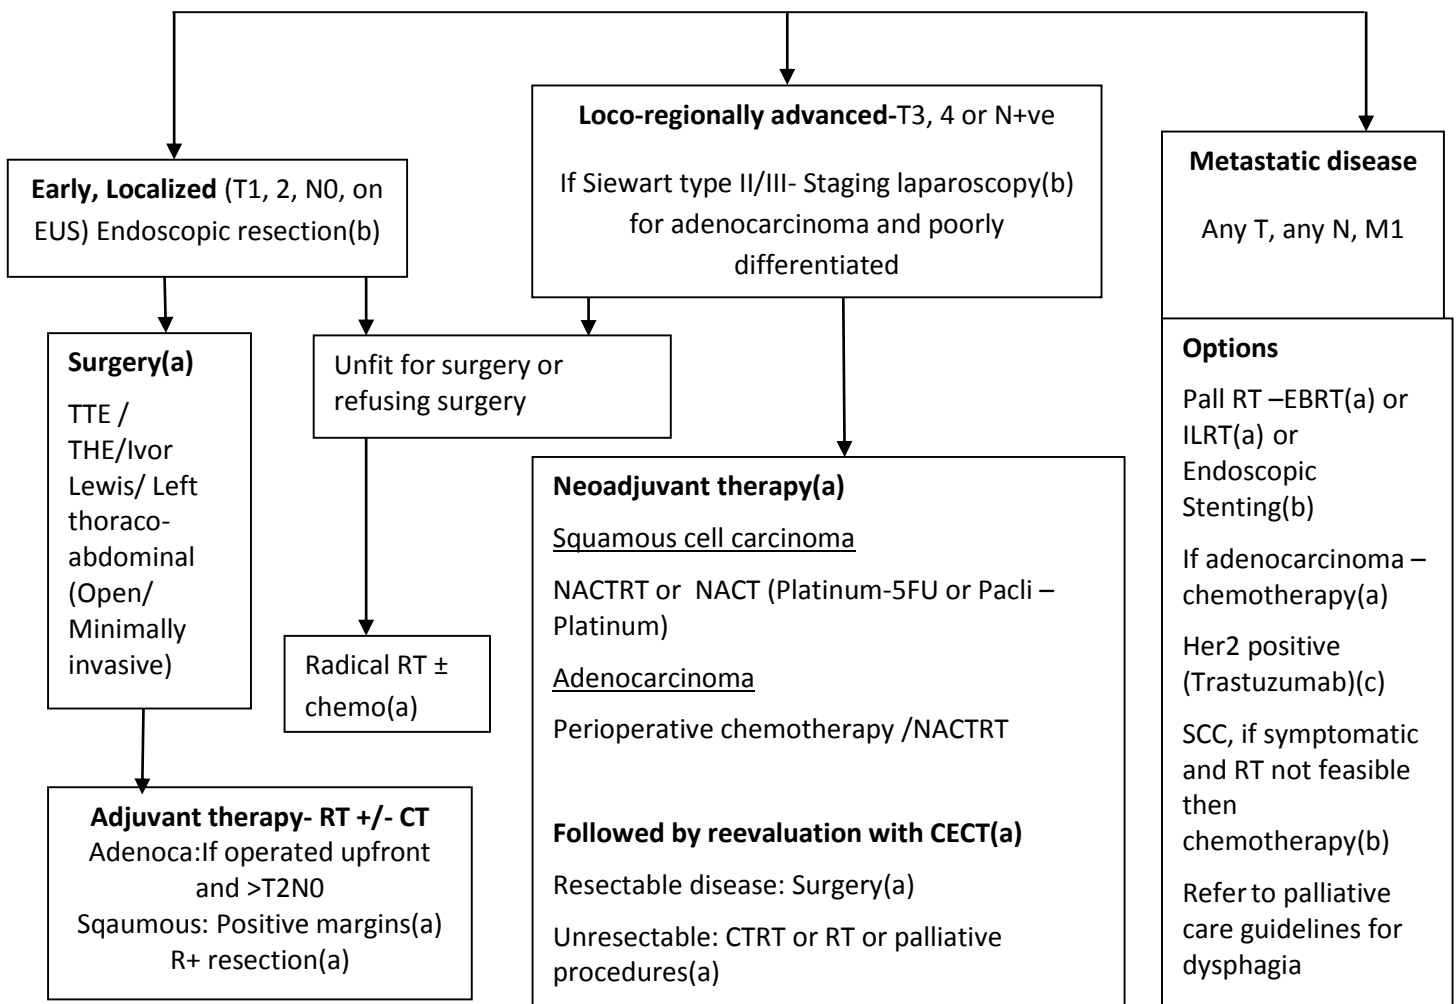 Early, Localized (T1, 2, N0, on
EUS) Endoscopic resection(b)
Surgery(a)
TTE /
THE/Ivor
Lewis/ Left
thoraco-
abdominal
(Open/
Minimally
invasive)
Adjuvant therapy- RT +/- CT
Adenoca:If operated upfront
and >T2N0
Sqaumous: Positive margins(a)
R+ resection(a)
Unfit for surgery or
refusing surgery
Radical RT ±
chemo(a)
Loco-regionally advanced-T3, 4 or N+ve
If Siewart type II/III- Staging laparoscopy(b)
for adenocarcinoma and poorly
differentiated
Neoadjuvant therapy(a)
Squamous cell carcinoma
NACTRT or NACT (Platinum-5FU or Pacli –
Platinum)
Adenocarcinoma
Perioperative chemotherapy /NACTRT
Followed by reevaluation with CECT(a)
Resectable disease: Surgery(a)
Unresectable: CTRT or RT or palliative
procedures(a)
Metastatic disease
Any T, any N, M1
Options
Pall RT –EBRT(a) or
ILRT(a) or
Endoscopic
Stenting(b)
If adenocarcinoma –
chemotherapy(a)
Her2 positive
(Trastuzumab)(c)
SCC, if symptomatic
and RT not feasible
then
chemotherapy(b)
Refer to palliative
care guidelines for
dysphagia